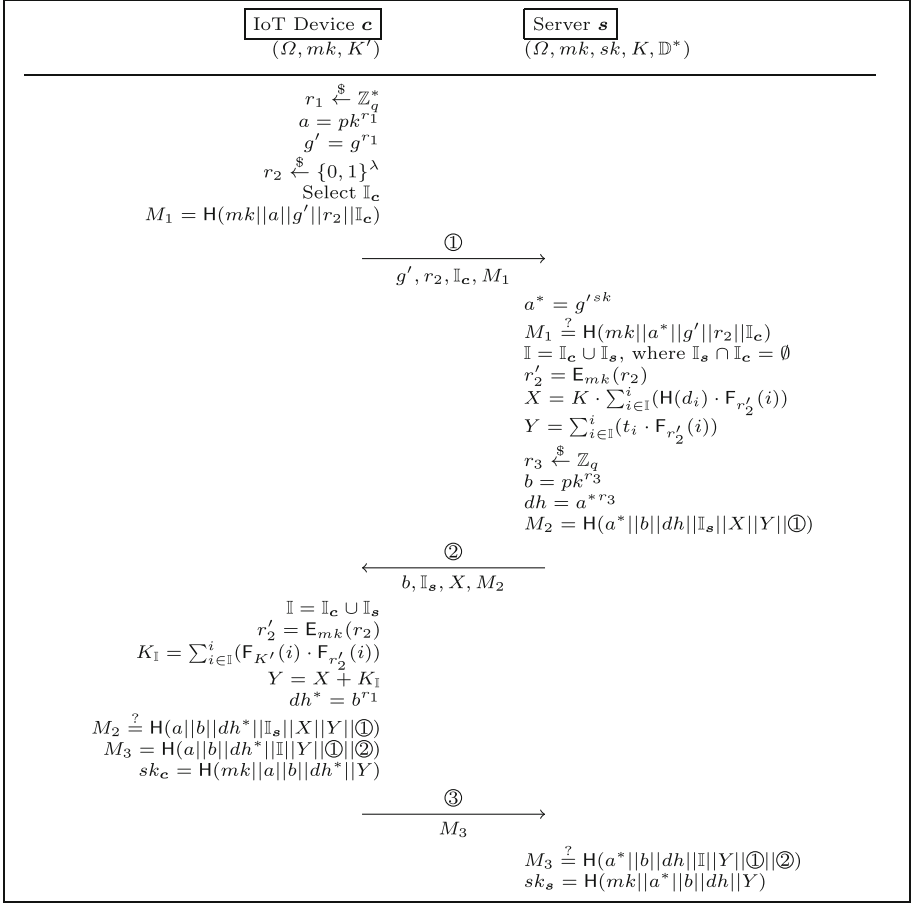 IoT Device c
Server s
(Ω, mk, K′)
(Ω, mk, sk, K, 𝔻*)
r₁ ←$ ℤ*_q
a = pk^{r₁}
g′ = g^{r₁}
r₂ ←$ {0, 1}^λ
Select 𝕀_c
M₁ = H(mk||a||g′||r₂||𝕀_c)
①
g′, r₂, 𝕀_c, M₁
a* = g′^{sk}
M₁ ≟ H(mk||a*||g′||r₂||𝕀_c)
𝕀 = 𝕀_c ∪ 𝕀_s, where 𝕀_s ∩ 𝕀_c = ∅
r′₂ = E_{mk}(r₂)
X = K · ∑^i_{i∈𝕀}(H(d_i) · F_{r′₂}(i))
Y = ∑^i_{i∈𝕀}(t_i · F_{r′₂}(i))
r₃ ←$ ℤ_q
b = pk^{r₃}
dh = a*^{r₃}
M₂ = H(a*||b||dh||𝕀_s||X||Y||①)
②
b, 𝕀_s, X, M₂
𝕀 = 𝕀_c ∪ 𝕀_s
r′₂ = E_{mk}(r₂)
K_𝕀 = ∑^i_{i∈𝕀}(F_{K′}(i) · F_{r′₂}(i))
Y = X + K_𝕀
dh* = b^{r₁}
M₂ ≟ H(a||b||dh*||𝕀_s||X||Y||①)
M₃ = H(a||b||dh*||𝕀||Y||①||②)
sk_c = H(mk||a||b||dh*||Y)
③
M₃
M₃ ≟ H(a*||b||dh||𝕀||Y||①||②)
sk_s = H(mk||a*||b||dh||Y)